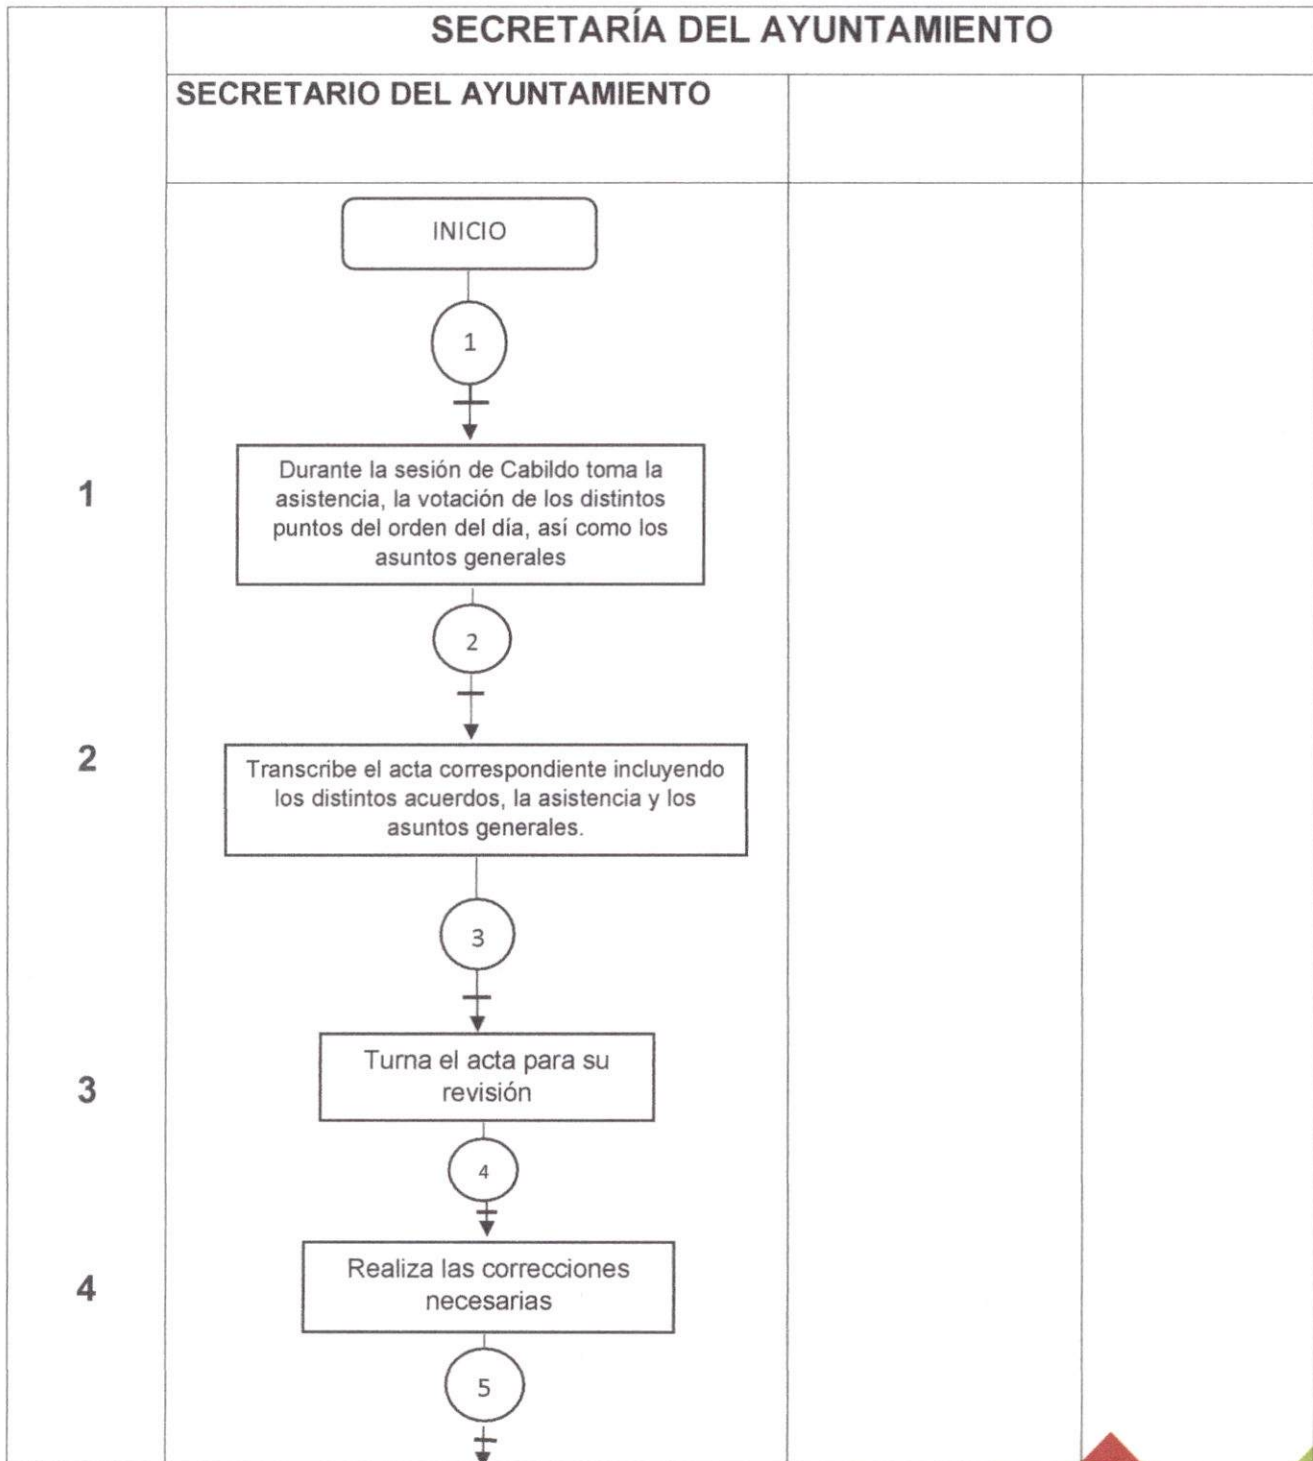 SECRETARÍA DEL AYUNTAMIENTO
SECRETARIO DEL AYUNTAMIENTO
INICIO
1
1
Durante la sesión de Cabildo toma la
asistencia, la votación de los distintos
puntos del orden del día, así como los
asuntos generales
2
2
Transcribe el acta correspondiente incluyendo
los distintos acuerdos, la asistencia y los
asuntos generales.
3
3
Turna el acta para su
revisión
4
4
Realiza las correcciones
necesarias
5